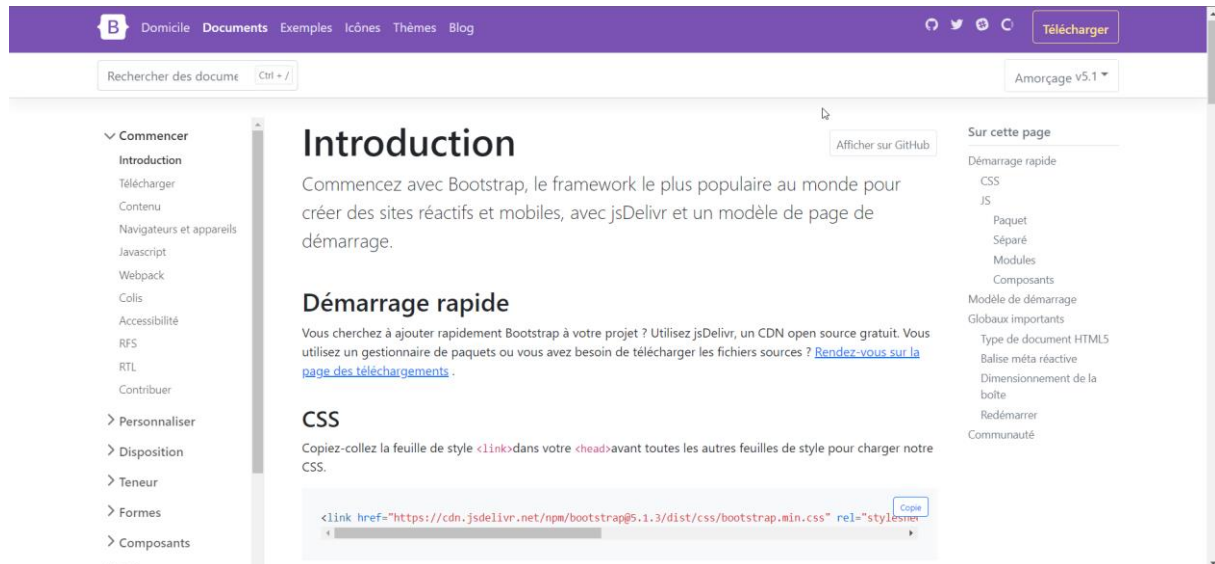 B Domicile Documents Exemples Icônes Thèmes Blog Télécharger
Rechercher des docume Ctrl + / Amorçage v5.1
Commencer
Introduction
Télécharger
Contenu
Navigateurs et appareils
Javascript
Webpack
Colis
Accessibilité
RFS
RTL
Contribuer
Personnaliser
Disposition
Teneur
Formes
Composants
Introduction
Afficher sur GitHub
Commencez avec Bootstrap, le framework le plus populaire au monde pour
créer des sites réactifs et mobiles, avec jsDelivr et un modèle de page de
démarrage.
Démarrage rapide
Vous cherchez à ajouter rapidement Bootstrap à votre projet ? Utilisez jsDelivr, un CDN open source gratuit. Vous
utilisez un gestionnaire de paquets ou vous avez besoin de télécharger les fichiers sources ? Rendez-vous sur la
page des téléchargements .
CSS
Copiez-collez la feuille de style <link>dans votre <head>avant toutes les autres feuilles de style pour charger notre
CSS.
Copie
<link href="https://cdn.jsdelivr.net/npm/bootstrap@5.1.3/dist/css/bootstrap.min.css" rel="styleshe
Sur cette page
Démarrage rapide
CSS
JS
Paquet
Séparé
Modules
Composants
Modèle de démarrage
Globaux importants
Type de document HTML5
Balise méta réactive
Dimensionnement de la
boîte
Redémarrer
Communauté